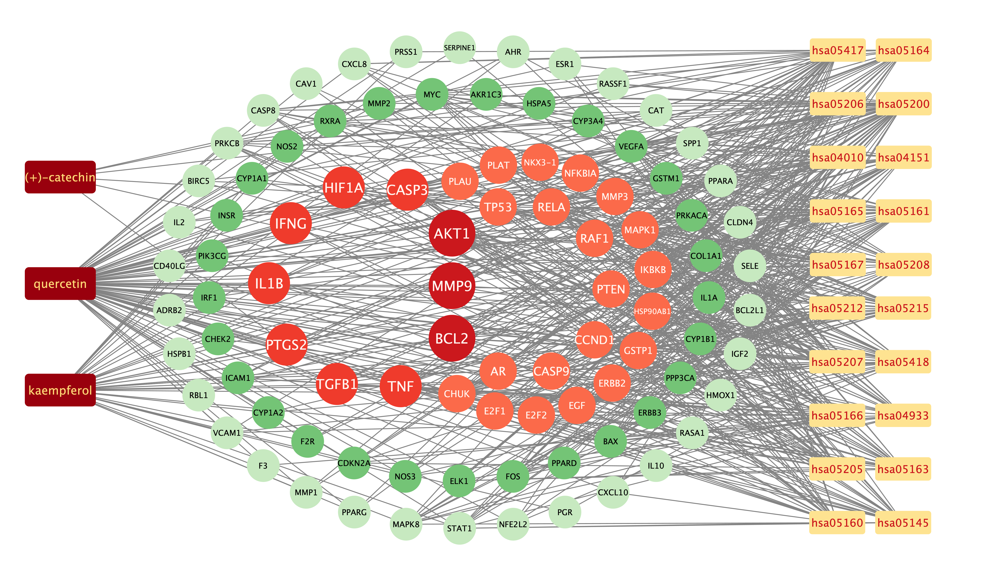 (+)-catechin
quercetin
kaempferol
PRSS1
SERPINE1
AHR
CXCL8
ESR1
CAV1
RASSF1
CASP8
CAT
PRKCB
SPP1
BIRC5
PPARA
IL2
CLDN4
CD40LG
SELE
ADRB2
BCL2L1
HSPB1
IGF2
RBL1
HMOX1
VCAM1
RASA1
F3
IL10
MMP1
CXCL10
PPARG
PGR
MAPK8
STAT1
NFE2L2
MYC
AKR1C3
MMP2
HSPA5
RXRA
CYP3A4
NOS2
VEGFA
CYP1A1
GSTM1
INSR
PRKACA
PIK3CG
COL1A1
IRF1
IL1A
CHEK2
CYP1B1
ICAM1
PPP3CA
CYP1A2
ERBB3
F2R
BAX
CDKN2A
PPARD
NOS3
ELK1
FOS
HIF1A
CASP3
IFNG
IL1B
PTGS2
TGFB1
TNF
AKT1
MMP9
BCL2
PLAU
PLAT
NKX3-1
NFKBIA
MMP3
TP53
RELA
RAF1
MAPK1
IKBKB
PTEN
HSP90AB1
CCND1
GSTP1
AR
CASP9
ERBB2
CHUK
E2F1
E2F2
EGF
hsa05417
hsa05164
hsa05206
hsa05200
hsa04010
hsa04151
hsa05165
hsa05161
hsa05167
hsa05208
hsa05212
hsa05215
hsa05207
hsa05418
hsa05166
hsa04933
hsa05205
hsa05163
hsa05160
hsa05145